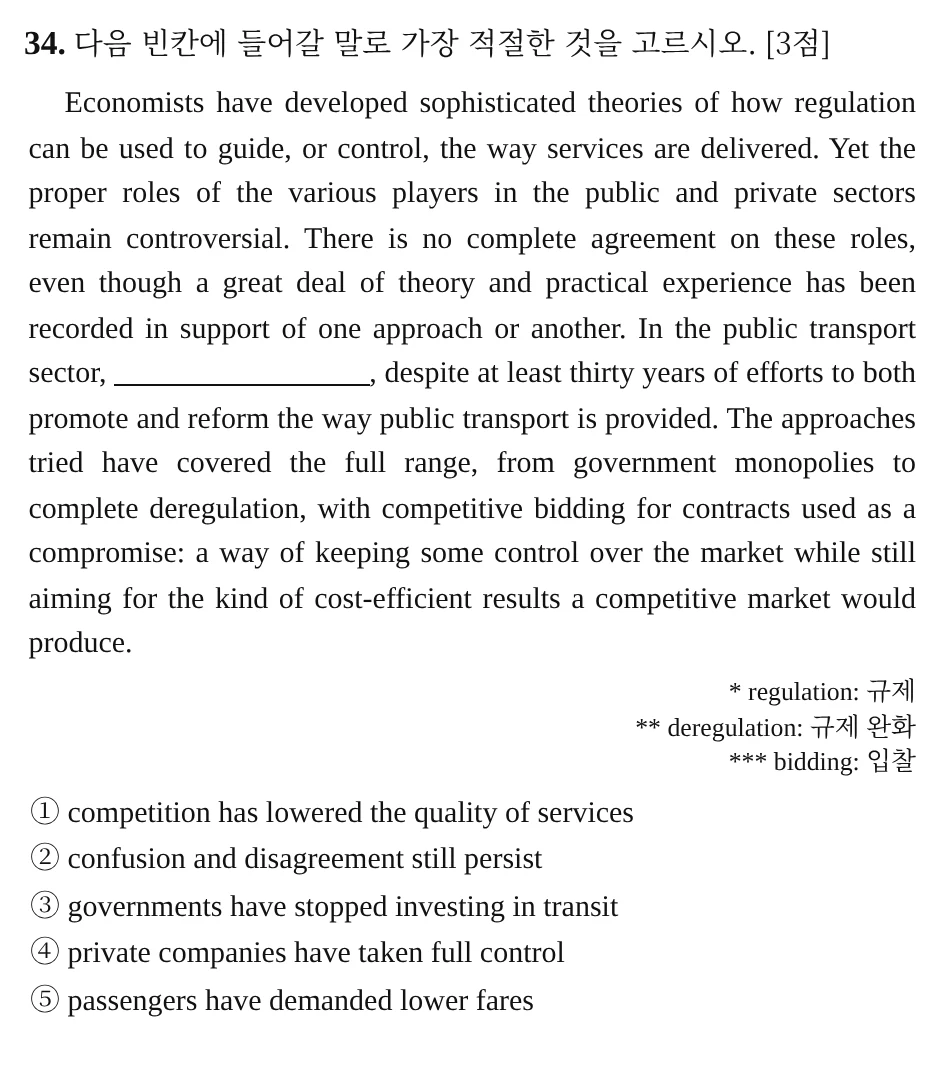 34. 다음 빈칸에 들어갈 말로 가장 적절한 것을 고르시오. [3점]
Economists have developed sophisticated theories of how regulation
can be used to guide, or control, the way services are delivered. Yet the
proper roles of the various players in the public and private sectors
remain controversial. There is no complete agreement on these roles,
even though a great deal of theory and practical experience has been
recorded in support of one approach or another. In the public transport
sector, ____________________, despite at least thirty years of efforts to both
promote and reform the way public transport is provided. The approaches
tried have covered the full range, from government monopolies to
complete deregulation, with competitive bidding for contracts used as a
compromise: a way of keeping some control over the market while still
aiming for the kind of cost-efficient results a competitive market would
produce.
* regulation: 규제
** deregulation: 규제 완화
*** bidding: 입찰
① competition has lowered the quality of services
② confusion and disagreement still persist
③ governments have stopped investing in transit
④ private companies have taken full control
⑤ passengers have demanded lower fares